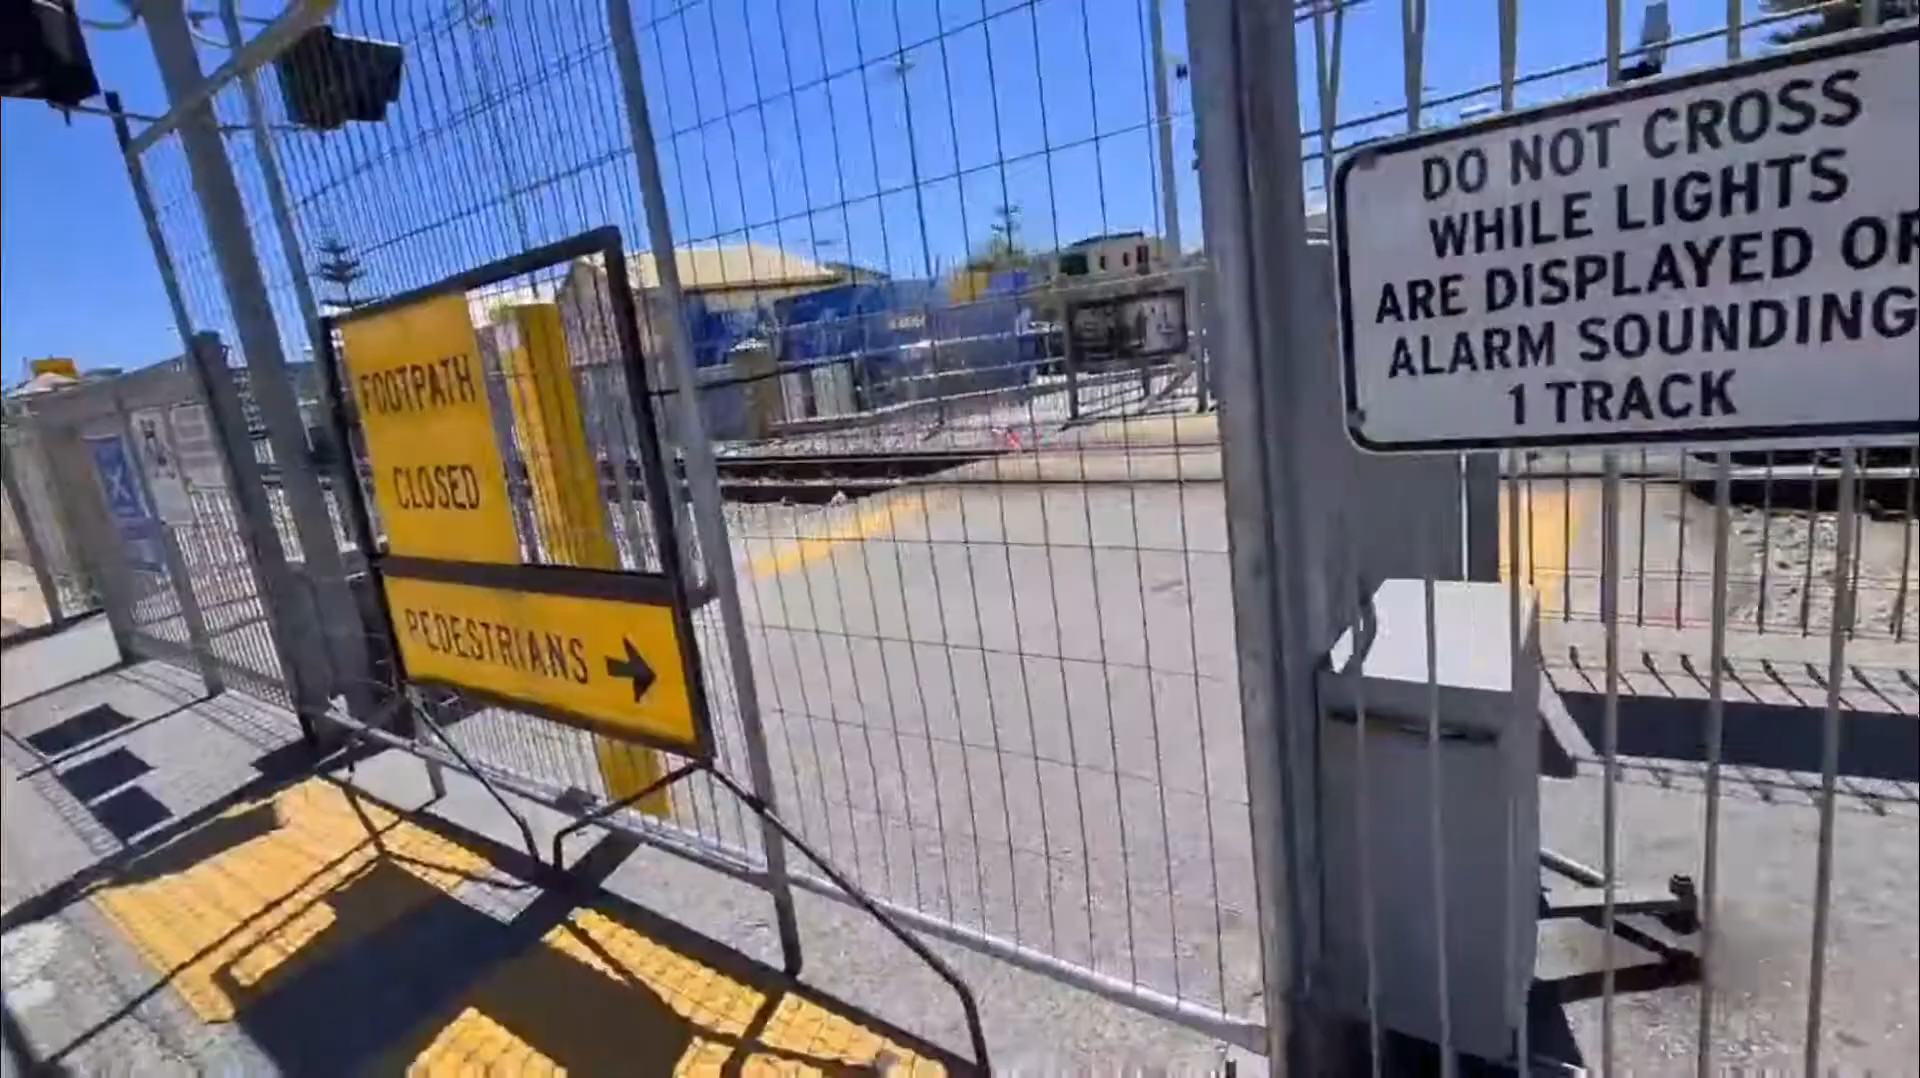 FOOTPATH
CLOSED
PEDESTRIANS
DO NOT CROSS
WHILE LIGHTS
ARE DISPLAYED OR
ALARM SOUNDING
1 TRACK